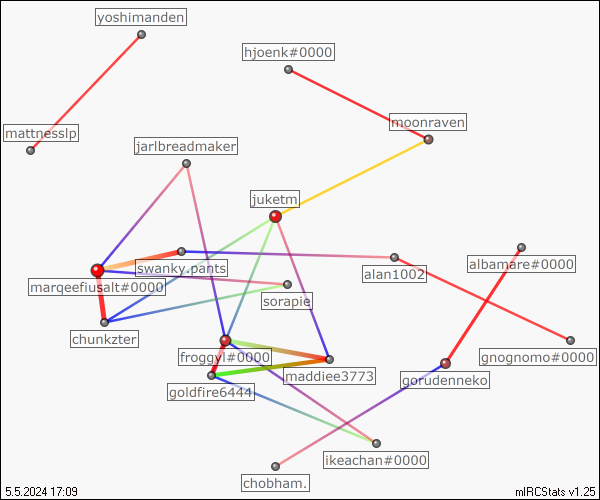 yoshimanden
hjoenk#0000
moonraven
mattnesslp
jarlbreadmaker
juketm
albamare#0000
swanky.pants
alan1002
marqeefiusalt#0000
sorapie
chunkzter
froggyl#0000
gnognomo#0000
maddiee3773
gorudenneko
goldfire6444
ikeachan#0000
chobham.
5.5.2024 17:09
mIRCStats v1.25